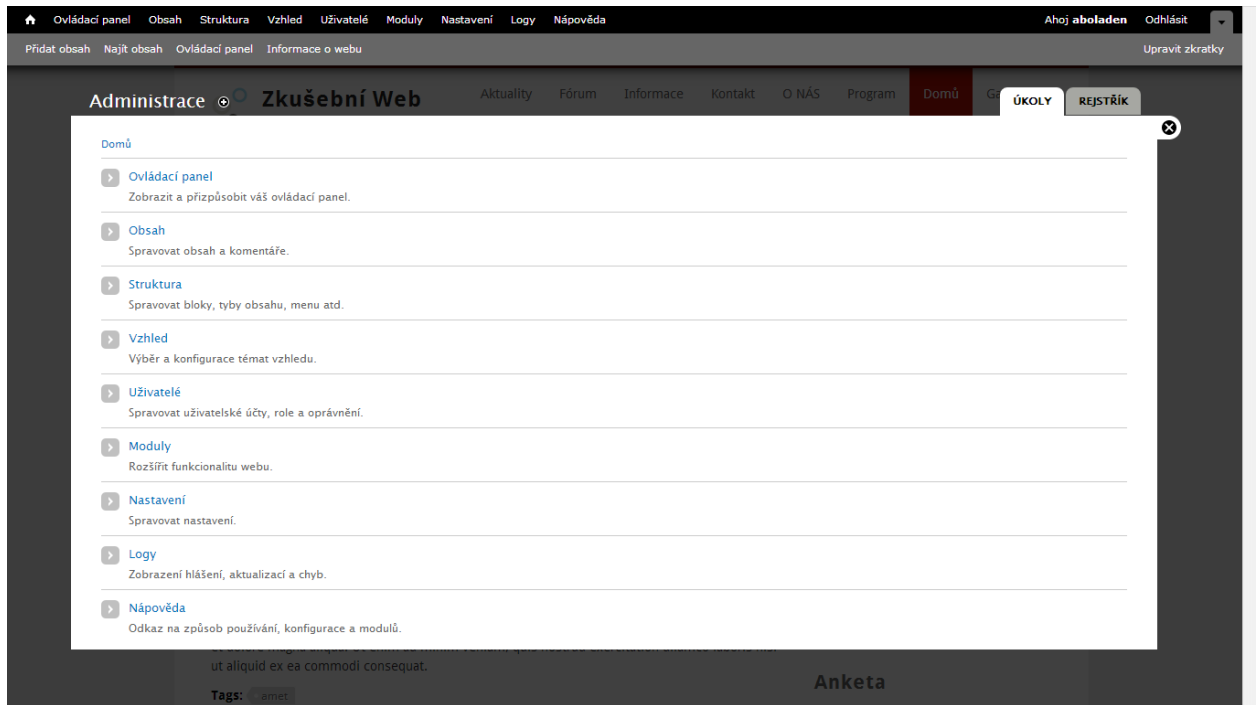 Ovládací panel Obsah Struktura Vzhled Uživatelé Moduly Nastavení Logy Nápověda Ahoj aboladen Odhlásit
Přidat obsah Najít obsah Ovládací panel Informace o webu Upravit zkratky
Administrace Zkušební Web Aktuality Fórum Informace Kontakt O NÁS Program Domů ÚKOLY REJSTŘÍK
Domů
Ovládací panel
Zobrazit a přizpůsobit váš ovládací panel.
Obsah
Spravovat obsah a komentáře.
Struktura
Spravovat bloky, tyby obsahu, menu atd.
Vzhled
Výběr a konfigurace témat vzhledu.
Uživatelé
Spravovat uživatelské účty, role a oprávnění.
Moduly
Rozšířit funkcionalitu webu.
Nastavení
Spravovat nastavení.
Logy
Zobrazení hlášení, aktualizací a chyb.
Nápověda
Odkaz na způsob používání, konfigurace a modulů.
ut aliquid ex ea commodi consequat.
Anketa
Tags: amet